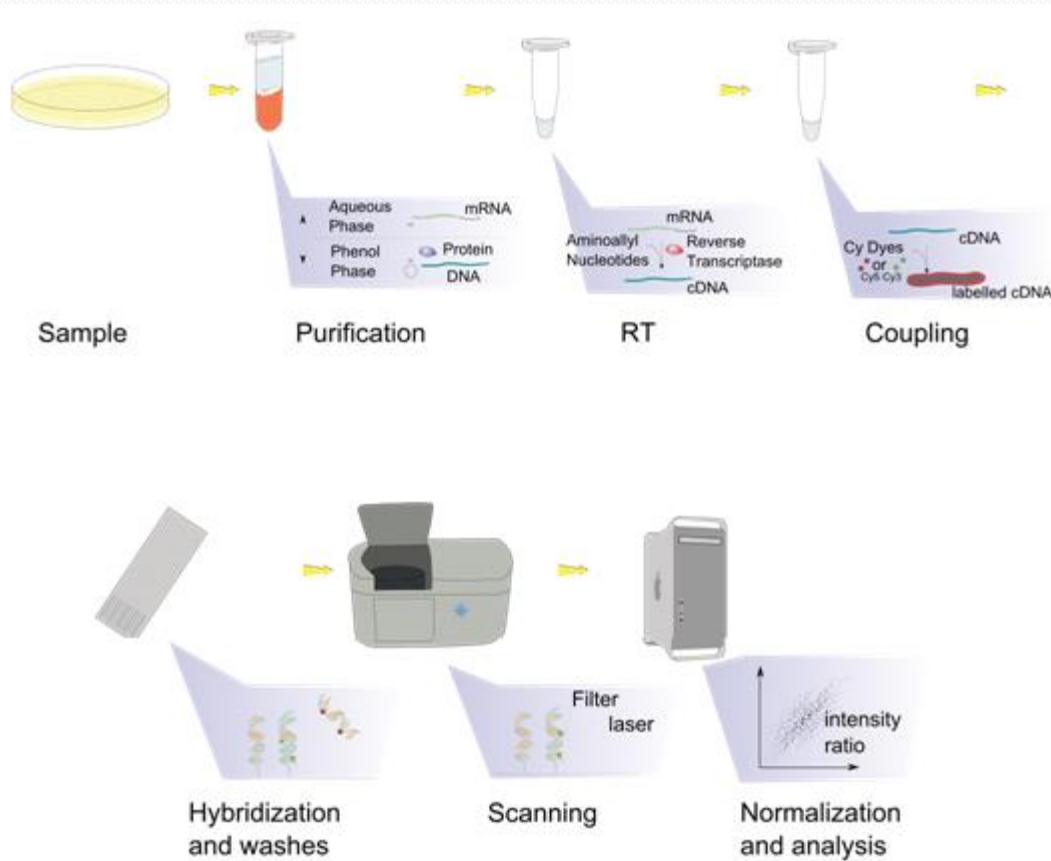 Aqueous
Phase
mRNA
Phenol
Phase
Protein
DNA
mRNA
Aminoallyl
Nucleotides
Reverse
Transcriptase
cDNA
cDNA
Cy Dyes
or
Cy5 Cy3
labelled cDNA
Sample
Purification
RT
Coupling
Filter
laser
intensity
ratio
Hybridization
and washes
Scanning
Normalization
and analysis